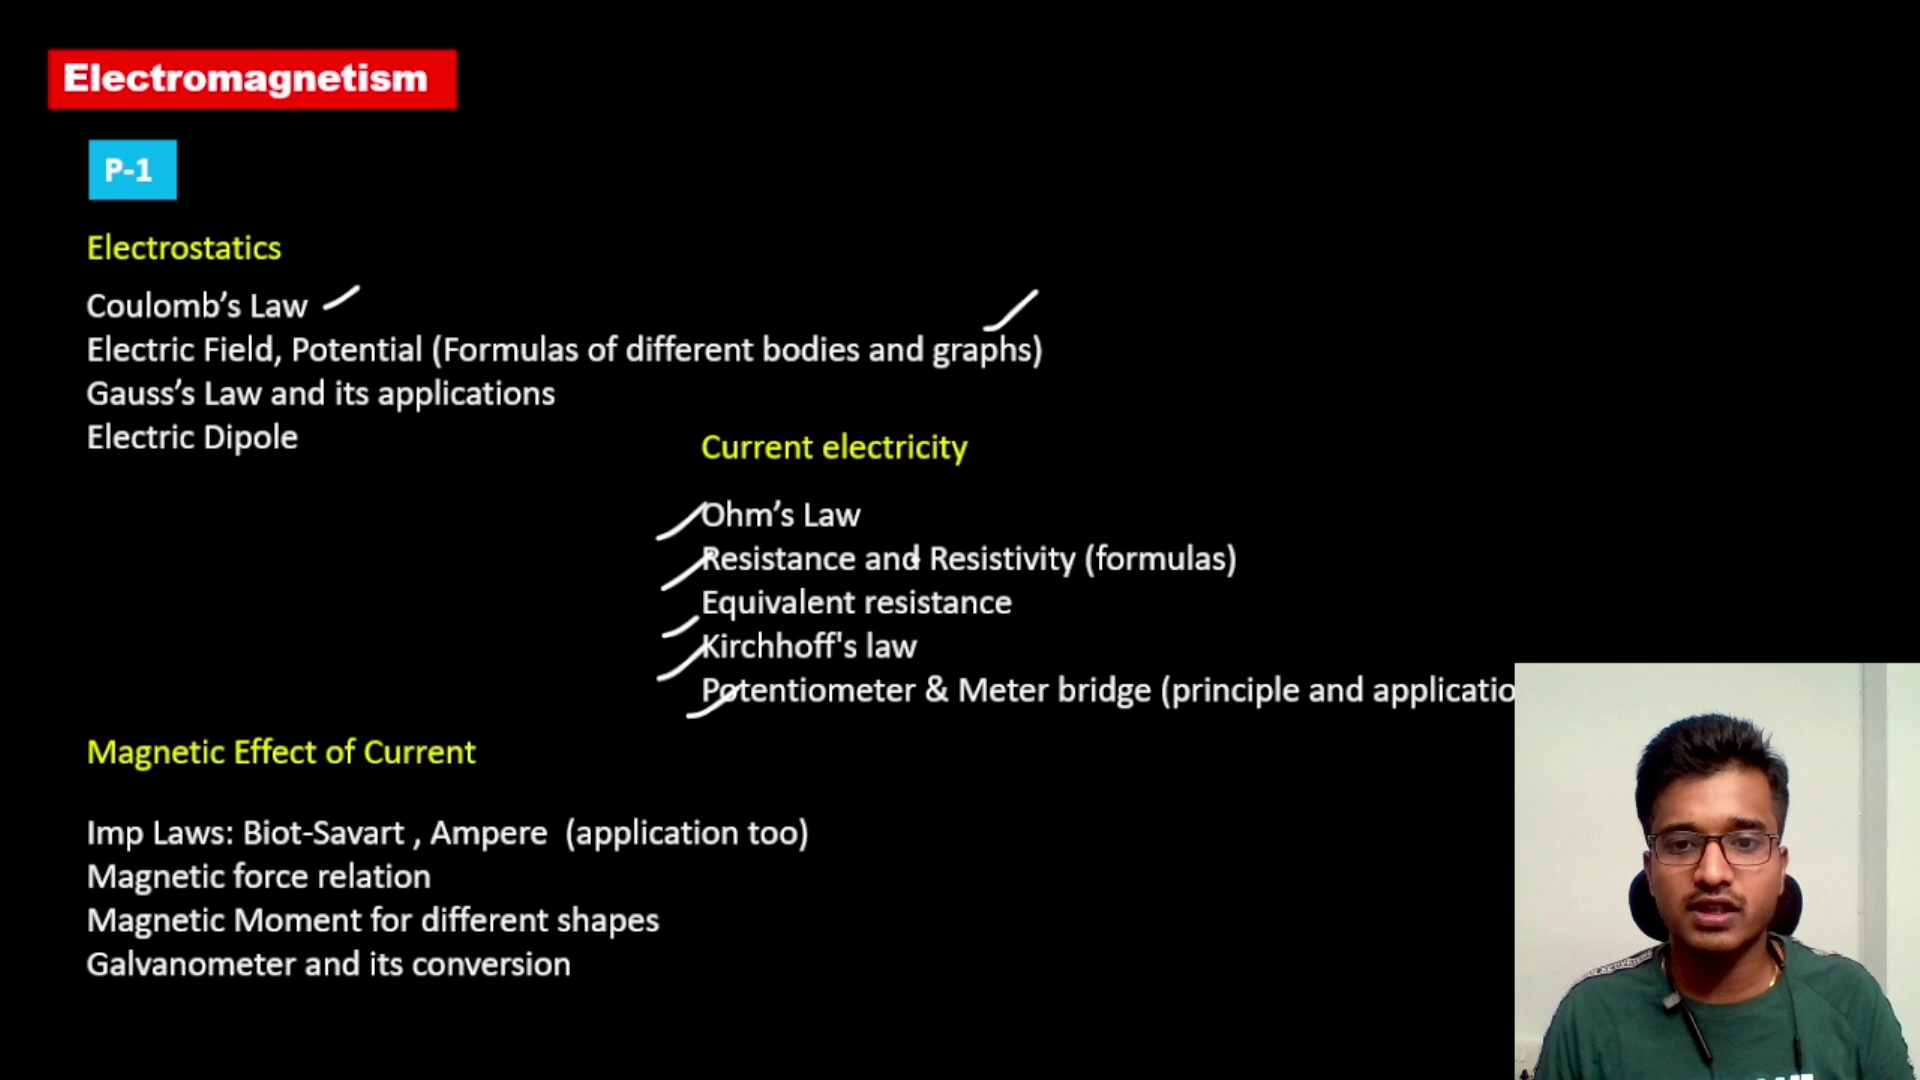 Electromagnetism
P-1
Electrostatics
Coulomb’s Law
Electric Field, Potential (Formulas of different bodies and graphs)
Gauss’s Law and its applications
Electric Dipole
Current electricity
Ohm’s Law
Resistance and Resistivity (formulas)
Equivalent resistance
Kirchhoff's law
Potentiometer & Meter bridge (principle and applicatio
Magnetic Effect of Current
Imp Laws: Biot-Savart , Ampere (application too)
Magnetic force relation
Magnetic Moment for different shapes
Galvanometer and its conversion